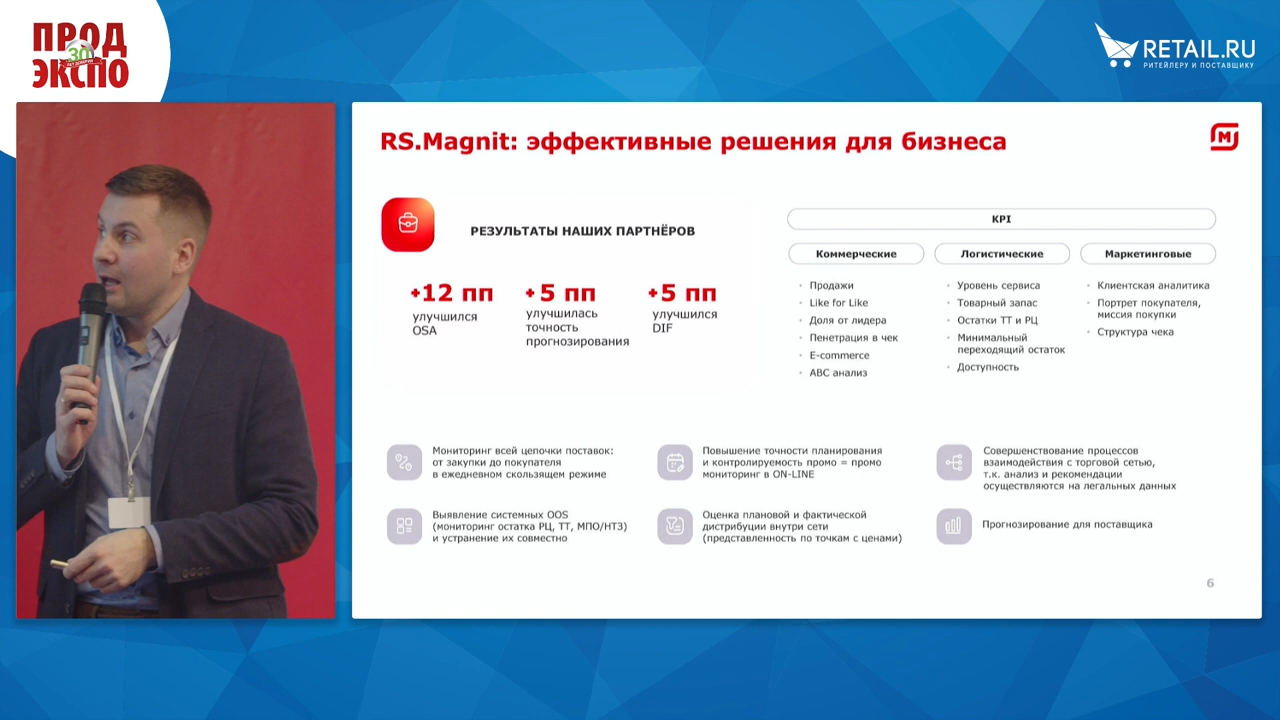 ПРОД
30
ЛЕТ ДОВЕРИЯ
ЭКСПО
RETAIL.RU
РИТЕЙЛЕРУ И ПОСТАВЩИКУ
RS.Magnit: эффективные решения для бизнеса
М
РЕЗУЛЬТАТЫ НАШИХ ПАРТНЁРОВ
+12 пп
улучшился
OSA
+5 пп
улучшилась
точность
прогнозирования
+5 пп
улучшился
DIF
KPI
Коммерческие
• Продажи
• Like for Like
• Доля от лидера
• Пенетрация в чек
• E-commerce
• ABC анализ
Логистические
• Уровень сервиса
• Товарный запас
• Остатки ТТ и РЦ
• Минимальный
переходящий остаток
• Доступность
Маркетинговые
• Клиентская аналитика
• Портрет покупателя,
миссия покупки
• Структура чека
Мониторинг всей цепочки поставок:
от закупки до покупателя
в ежедневном скользящем режиме
Повышение точности планирования
и контролируемость промо = промо
мониторинг в ON-LINE
Совершенствование процессов
взаимодействия с торговой сетью,
т.к. анализ и рекомендации
осуществляются на легальных данных
Выявление системных OOS
(мониторинг остатка РЦ, ТТ, МПО/НТЗ)
и устранение их совместно
Оценка плановой и фактической
дистрибуции внутри сети
(представленность по точкам с ценами)
Прогнозирование для поставщика
6